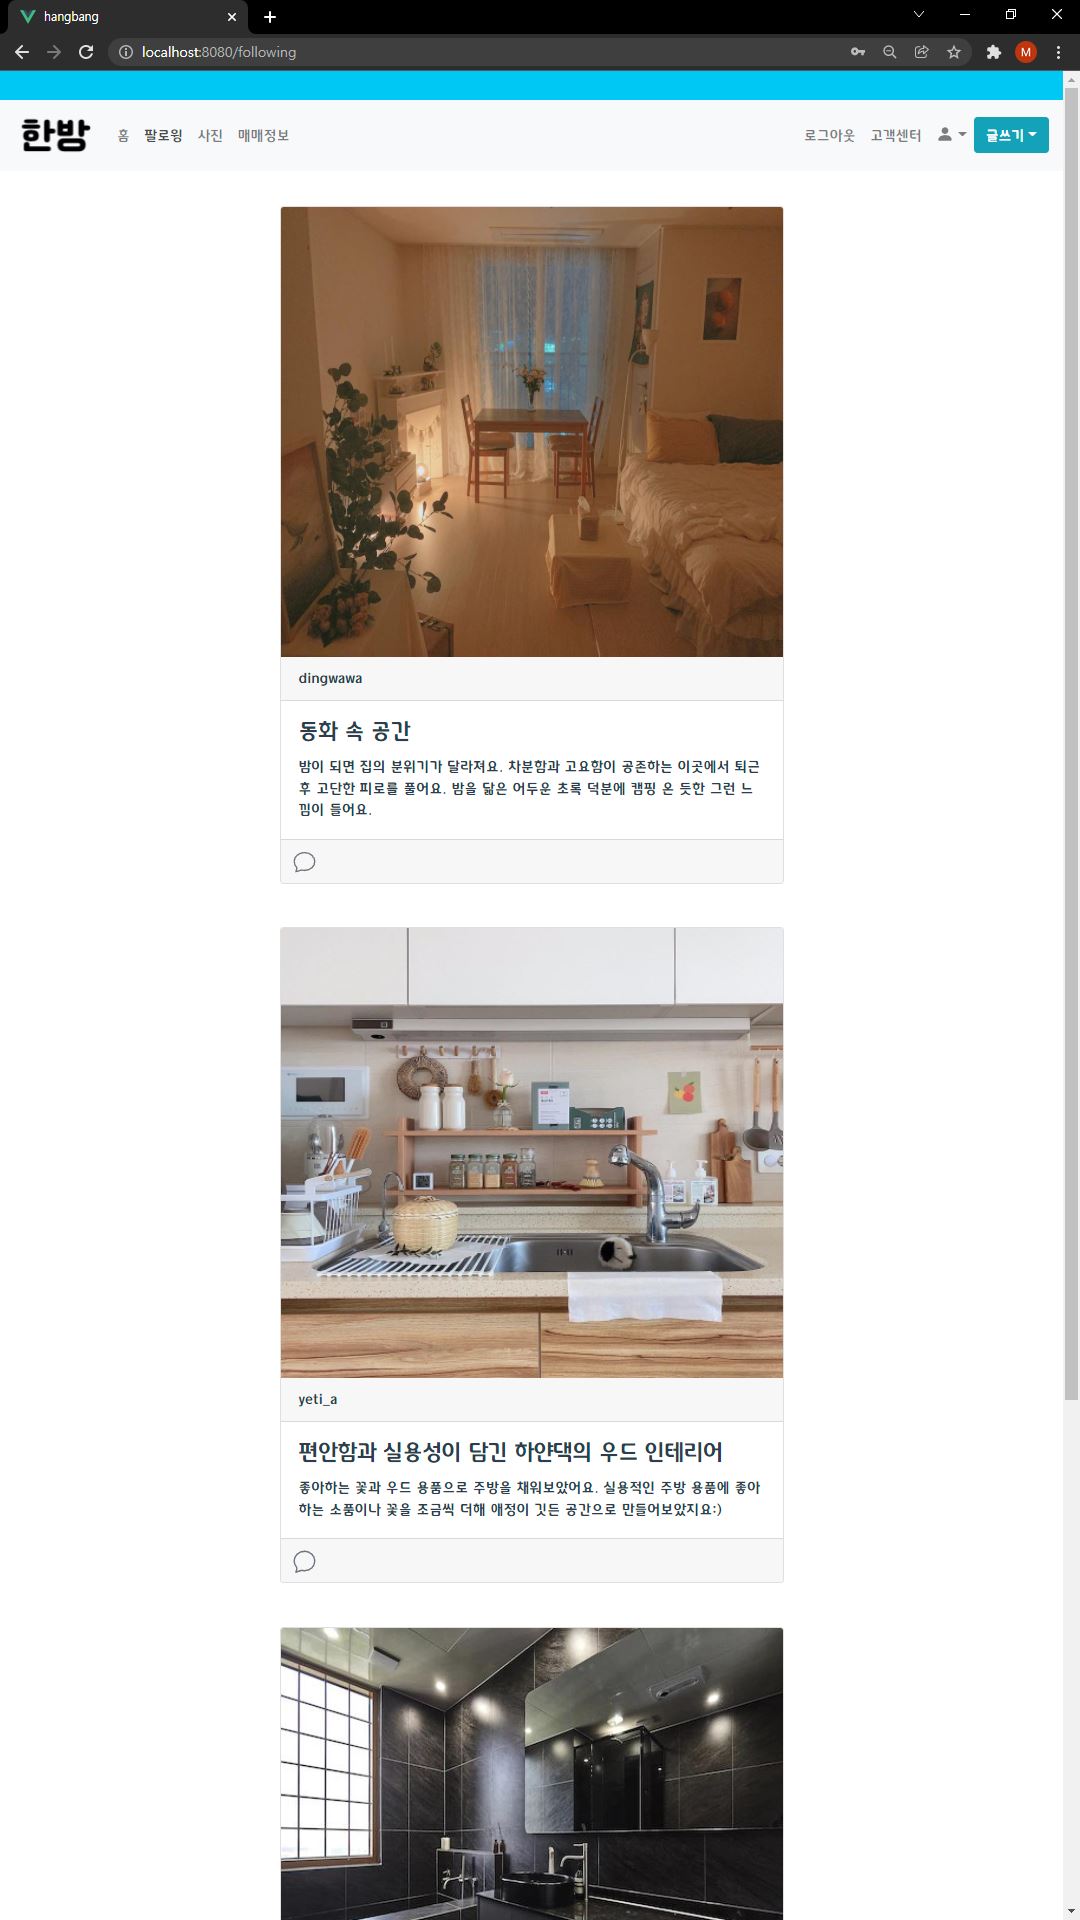 hangbang
localhost:8080/following
M
한방
홈 팔로윙 사진 매매정보
로그아웃 고객센터 글쓰기
dingwawa
동화 속 공간
밤이 되면 집의 분위기가 달라져요. 차분함과 고요함이 공존하는 이곳에서 퇴근
후 고단한 피로를 풀어요. 밤을 닮은 어두운 초록 덕분에 캠핑 온 듯한 그런 느
낌이 들어요.
yeti_a
편안함과 실용성이 담긴 하얀댁의 우드 인테리어
좋아하는 꽃과 우드 용품으로 주방을 채워보았어요. 실용적인 주방 용품에 좋아
하는 소품이나 꽃을 조금씩 더해 애정이 깃든 공간으로 만들어보았지요:)